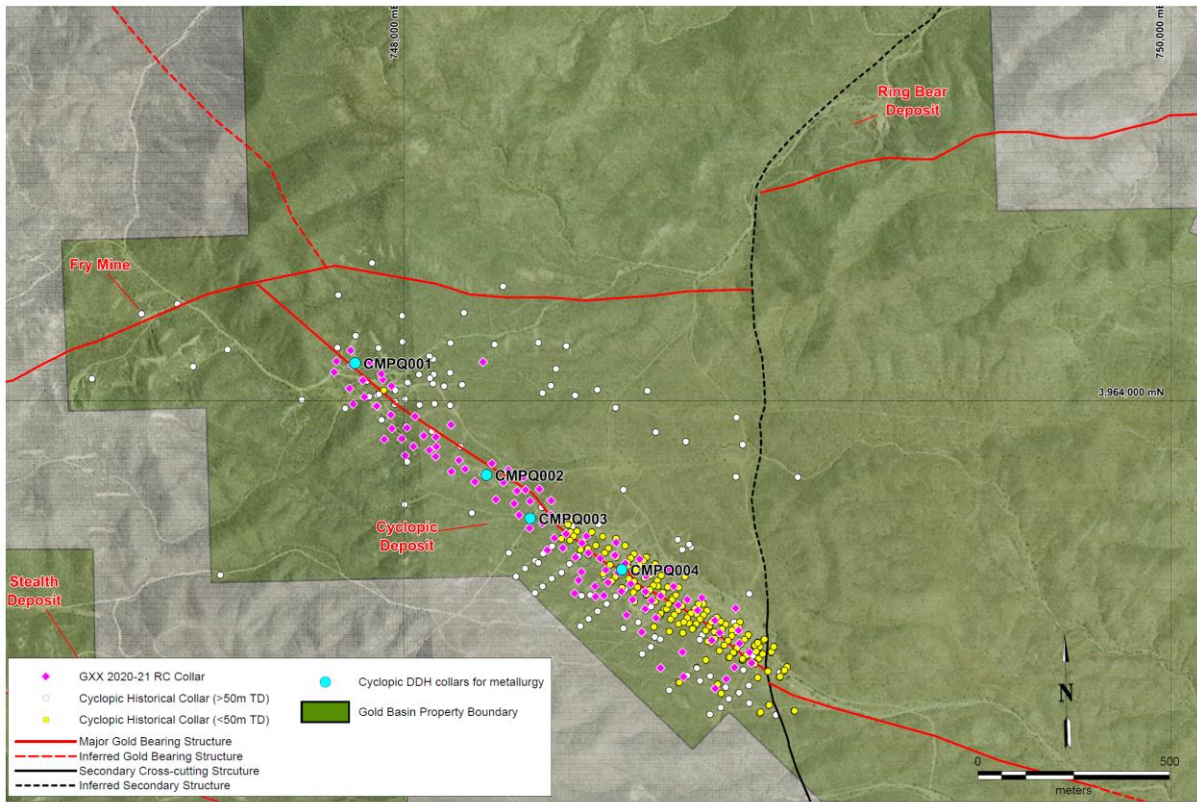 748,000 mE
750,000 mE
Ring Bear
Deposit
Fry Mine
CMPQ001
3,964,000 mN
CMPQ002
CMPQ003
Cyclopic
Deposit
CMPQ004
Stealth
Deposit
GXX 2020-21 RC Collar
Cyclopic Historical Collar (>50m TD)
Cyclopic Historical Collar (<50m TD)
Major Gold Bearing Structure
Inferred Gold Bearing Structure
Secondary Cross-cutting Strcuture
Inferred Secondary Structure
Cyclopic DDH collars for metallurgy
Gold Basin Property Boundary
N
0 500
meters